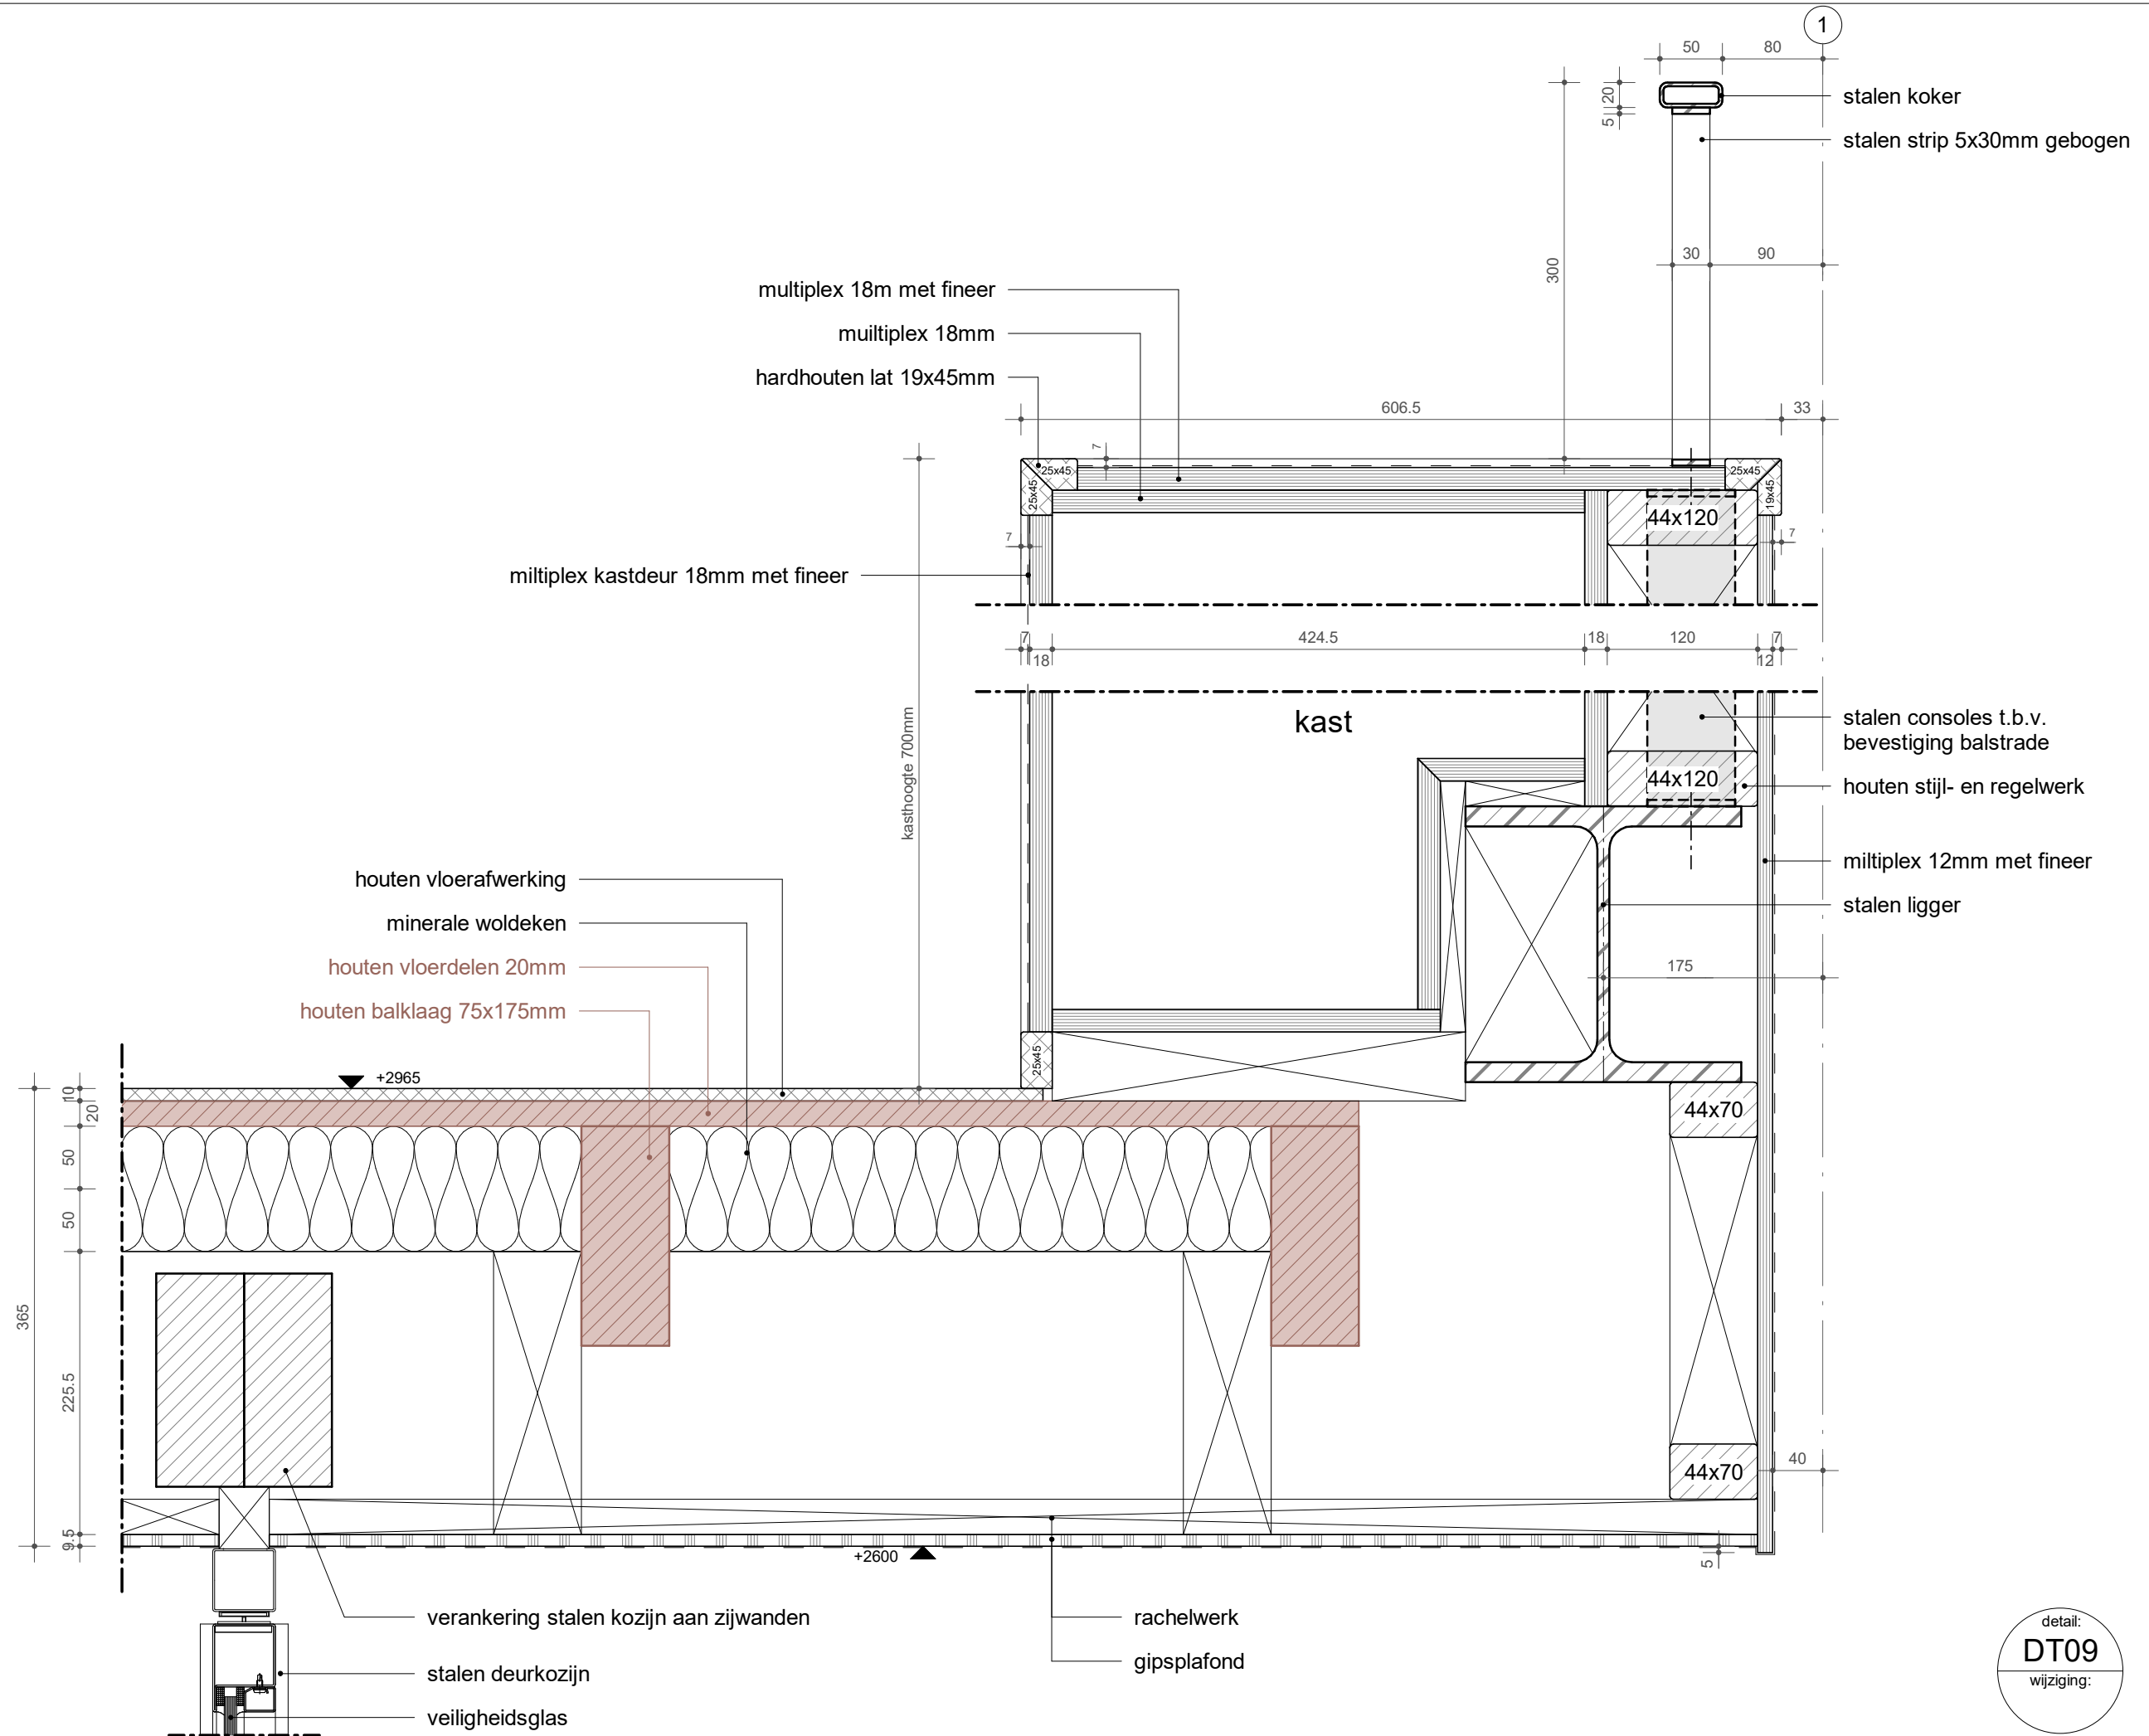 1
50
80
20
5
stalen koker
stalen strip 5x30mm gebogen
30
90
300
multiplex 18m met fineer
muiltiplex 18mm
hardhouten lat 19x45mm
606.5
33
7
25x45
25x45
25x45
19x45
44x120
7
7
miltiplex kastdeur 18mm met fineer
7
18
424.5
18
120
7
12
kast
kasthoogte 700mm
stalen consoles t.b.v.
bevestiging balstrade
44x120
houten stijl- en regelwerk
miltiplex 12mm met fineer
stalen ligger
175
houten vloerafwerking
minerale woldeken
houten vloerdelen 20mm
houten balklaag 75x175mm
25x45
+2965
10
20
50
50
365
225.5
9.5
44x70
44x70
40
+2600
5
verankering stalen kozijn aan zijwanden
rachelwerk
stalen deurkozijn
gipsplafond
veiligheidsglas
detail:
DT09
wijziging: